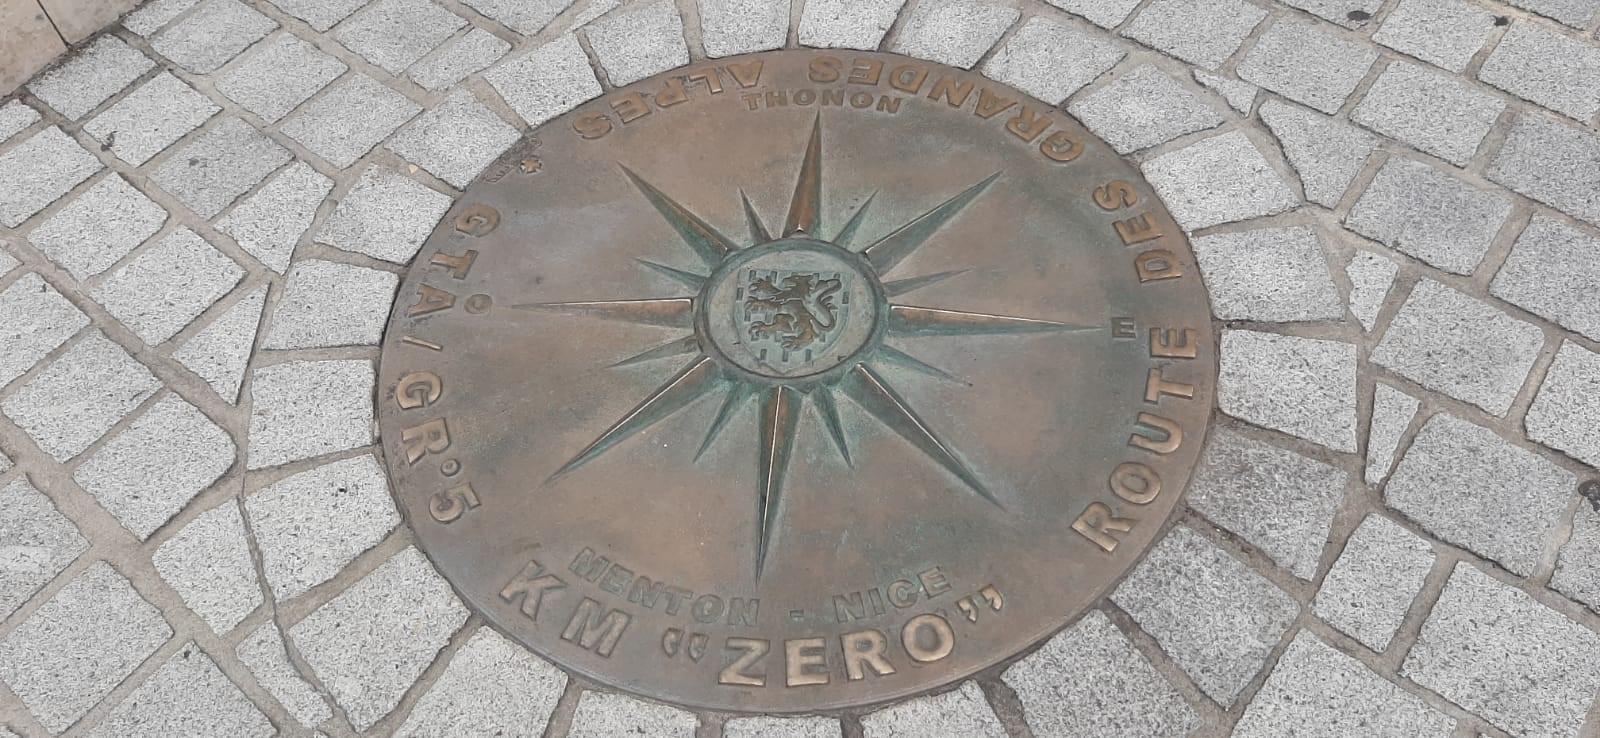 ROUTE DES GRANDES ALPES
THONON
GTA / GR°5
O
E
MENTON - NICE
KM “ZERO”